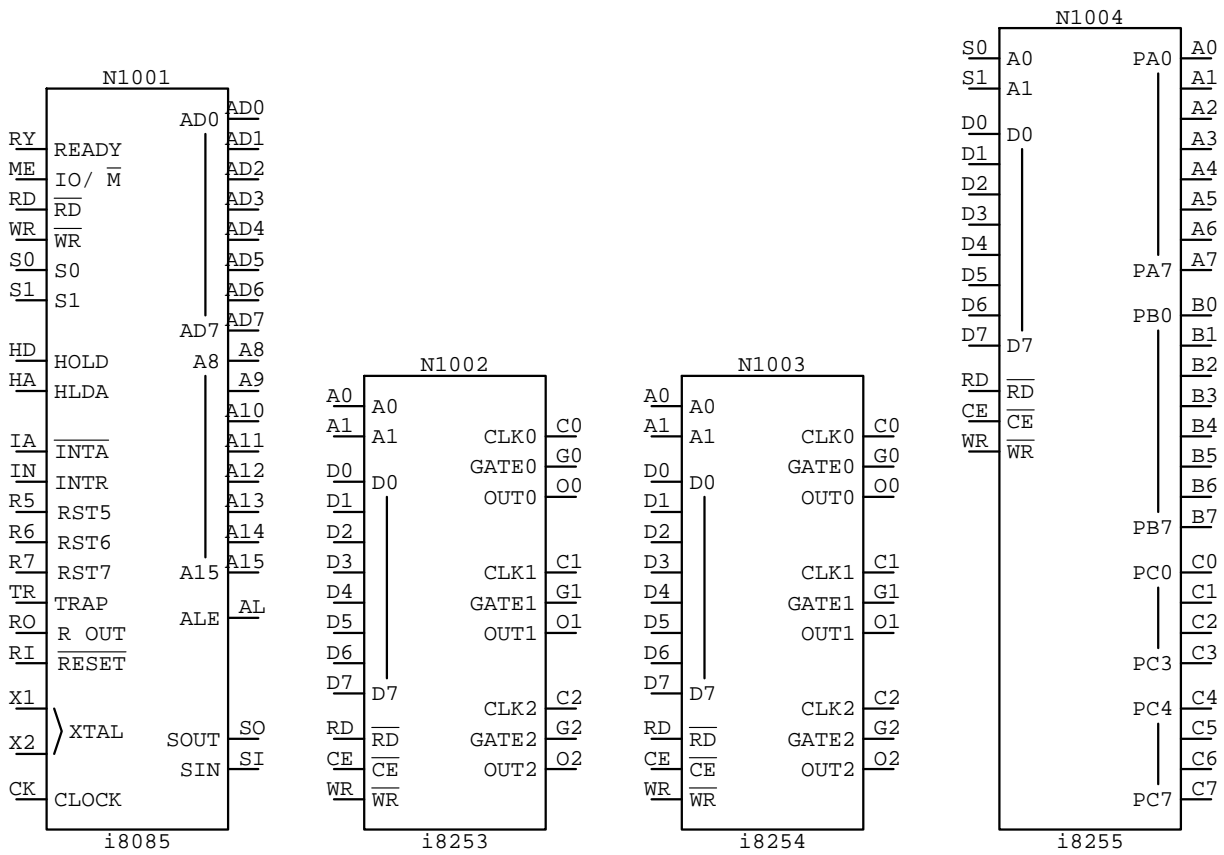 N1001
RY READY AD0 AD0
ME IO/ M AD1
RD RD AD2
WR WR AD3
S0 S0 AD4
S1 S1 AD5
AD6
AD7 AD7
HD HOLD A8 A8
HA HLDA A9
A10
IA INTA A11
IN INTR A12
R5 RST5 A13
R6 RST6 A14
R7 RST7 A15 A15
TR TRAP
RO R OUT ALE AL
RI RESET
X1
XTAL
X2
SOUT SO
SIN SI
CK CLOCK
i8085
N1002
A0 A0
A1 A1 CLK0 C0
GATE0 G0
D0 D0 OUT0 O0
D1
D2
D3 CLK1 C1
D4 GATE1 G1
D5 OUT1 O1
D6
D7 D7 CLK2 C2
RD RD GATE2 G2
CE CE OUT2 O2
WR WR
i8253
N1003
A0 A0
A1 A1 CLK0 C0
GATE0 G0
D0 D0 OUT0 O0
D1
D2
D3 CLK1 C1
D4 GATE1 G1
D5 OUT1 O1
D6
D7 D7 CLK2 C2
RD RD GATE2 G2
CE CE OUT2 O2
WR WR
i8254
N1004
S0 A0 PA0 A0
S1 A1 A1
A2
D0 D0 A3
D1 A4
D2 A5
D3 A6
D4 PA7 A7
D5
D6 PB0 B0
D7 D7 B1
B2
RD RD B3
CE CE B4
WR WR B5
B6
PB7 B7
PC0 C0
C1
C2
PC3 C3
PC4 C4
C5
C6
PC7 C7
i8255